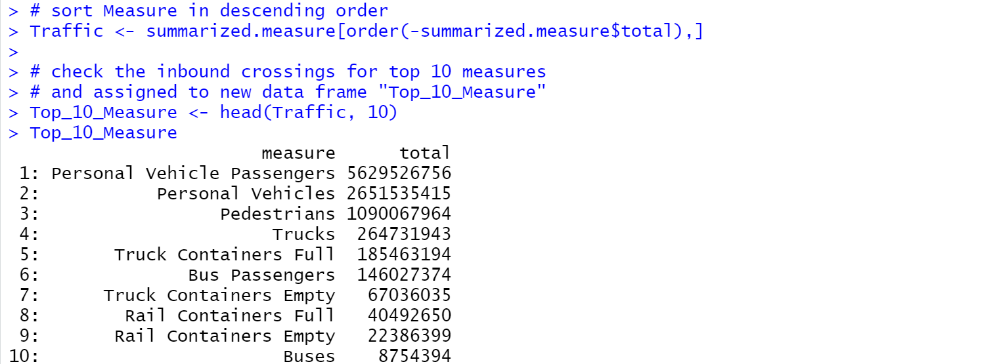 > # sort Measure in descending order
> Traffic <- summarized.measure[order(-summarized.measure$total),]
>
> # check the inbound crossings for top 10 measures
> # and assigned to new data frame "Top_10_Measure"
> Top_10_Measure <- head(Traffic, 10)
> Top_10_Measure
measure total
1: Personal Vehicle Passengers 5629526756
2: Personal Vehicles 2651535415
3: Pedestrians 1090067964
4: Trucks 264731943
5: Truck Containers Full 185463194
6: Bus Passengers 146027374
7: Truck Containers Empty 67036035
8: Rail Containers Full 40492650
9: Rail Containers Empty 22386399
10: Buses 8754394